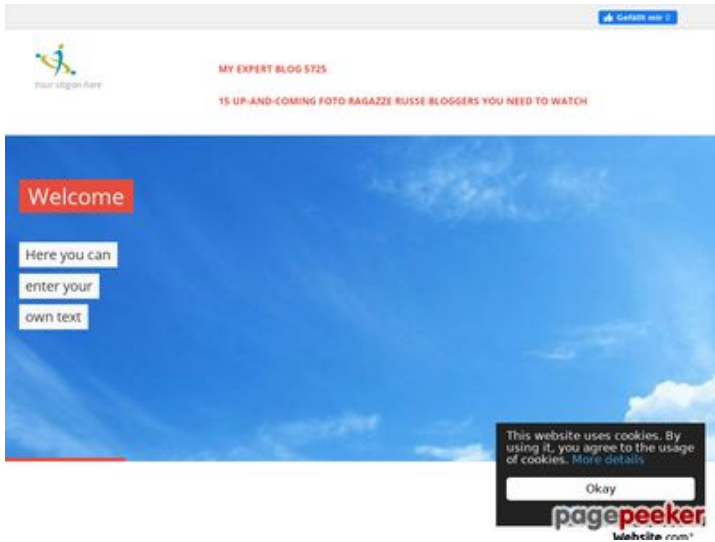 Gefällt mir 0
Your slogan here
MY EXPERT BLOG 5725
15 UP-AND-COMING FOTO RAGAZZE RUSSE BLOGGERS YOU NEED TO WATCH
Welcome
Here you can
enter your
own text
This website uses cookies. By
using it, you agree to the usage
of cookies. More details
Okay
pagepeeker
Website.com